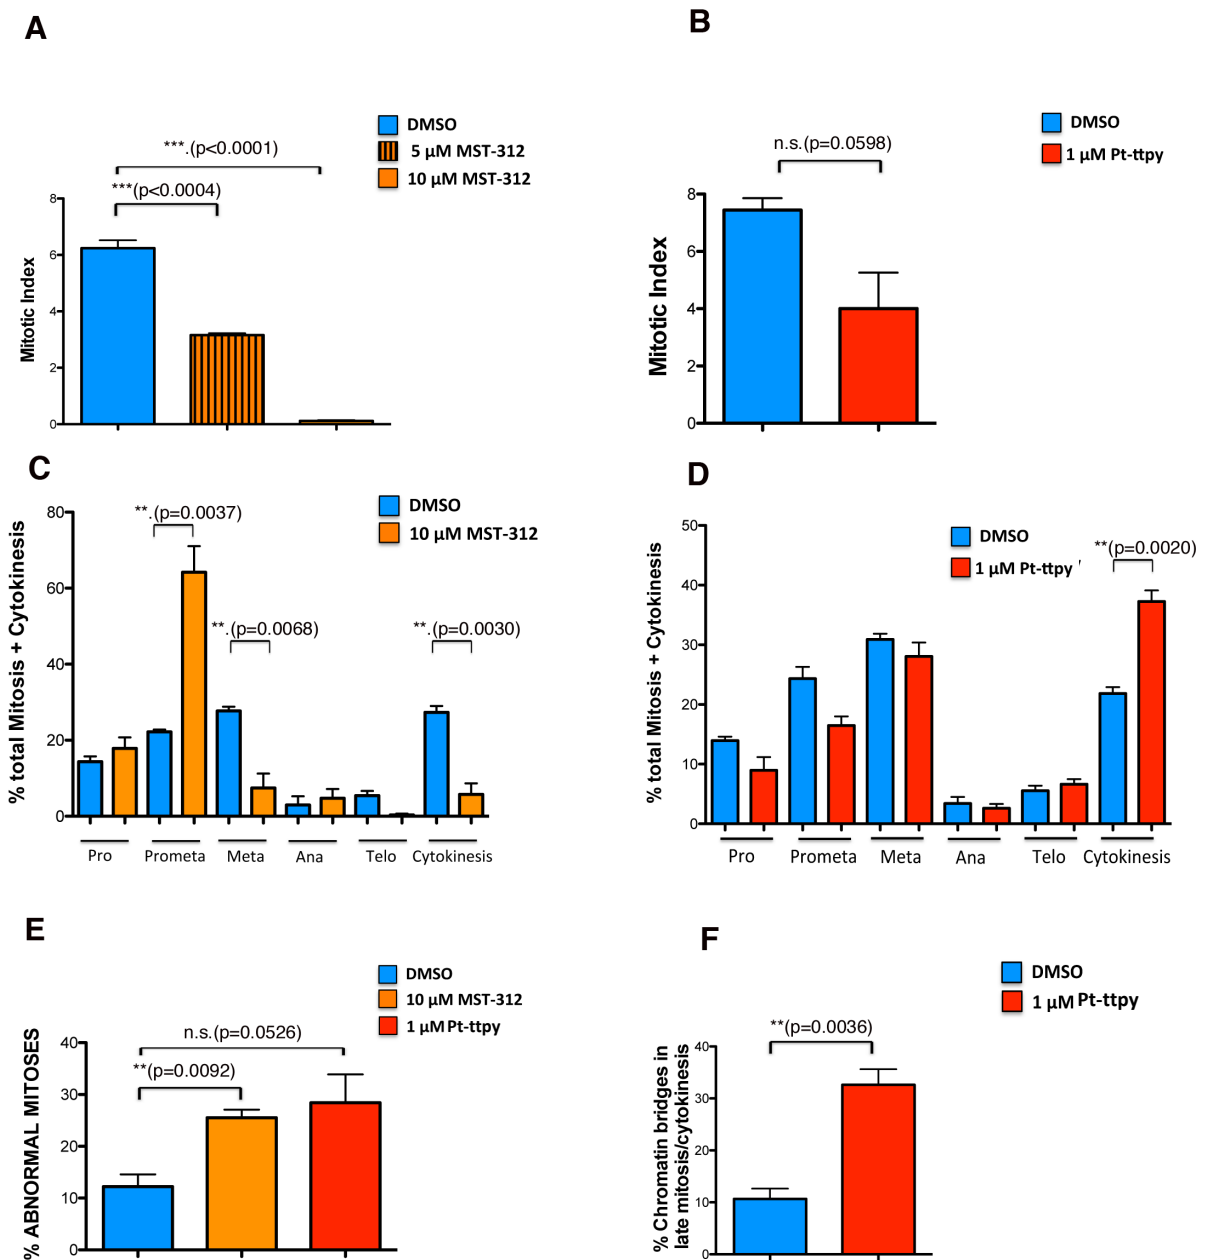 A
DMSO
5 µM MST-312
10 µM MST-312
***.(p<0.0001)
***(p<0.0004)
Mitotic Index
8
6
4
2
0
B
DMSO
1 µM Pt-ttpy
n.s.(p=0.0598)
Mitotic Index
8
6
4
2
0
C
DMSO
10 µM MST-312
**.(p=0.0037)
**.(p=0.0068)
**.(p=0.0030)
% total Mitosis + Cytokinesis
80
60
40
20
0
Pro Prometa Meta Ana Telo Cytokinesis
D
DMSO
1 µM Pt-ttpy
**(p=0.0020)
% total Mitosis + Cytokinesis
50
40
30
20
10
0
Pro Prometa Meta Ana Telo Cytokinesis
E
DMSO
10 µM MST-312
1 µM Pt-ttpy
n.s.(p=0.0526)
**(p=0.0092)
% ABNORMAL MITOSES
40
30
20
10
0
F
DMSO
1 µM Pt-ttpy
**(p=0.0036)
% Chromatin bridges in
late mitosis/cytokinesis
40
30
20
10
0